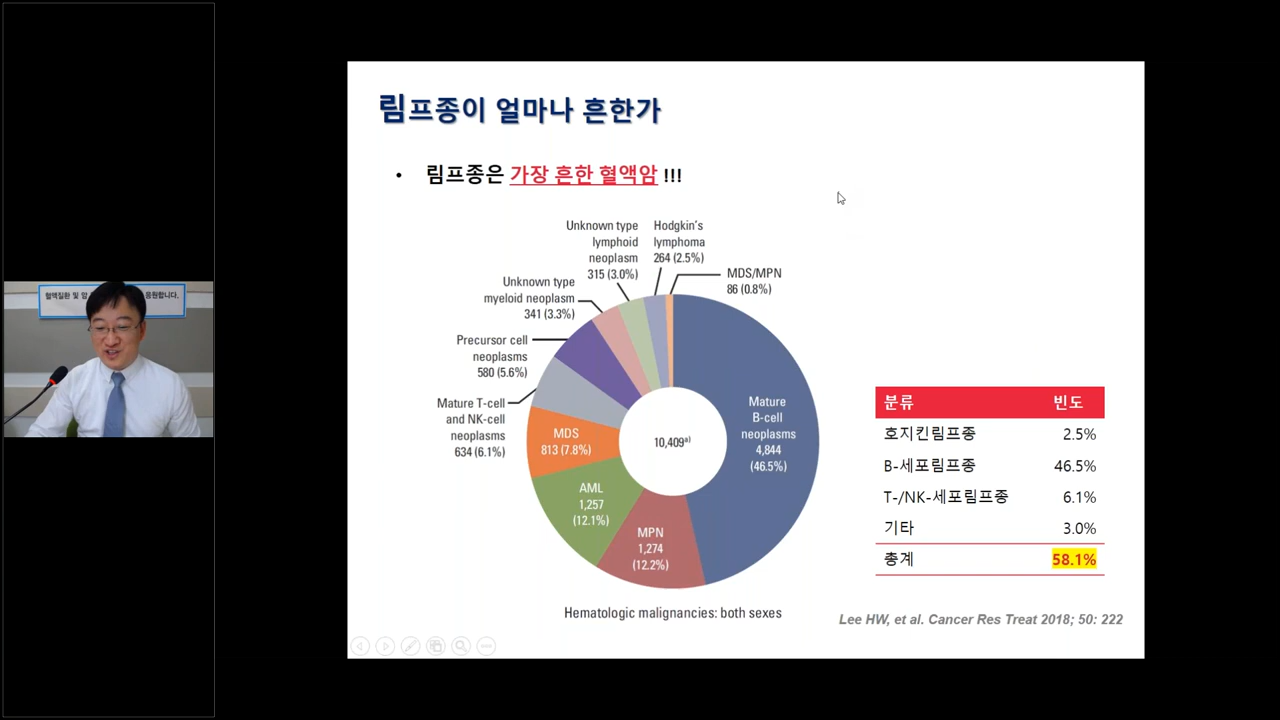 림프종이 얼마나 흔한가
• 림프종은 가장 흔한 혈액암 !!!
Unknown type
lymphoid
neoplasm
315 (3.0%)
Hodgkin's
lymphoma
264 (2.5%)
MDS/MPN
86 (0.8%)
Unknown type
myeloid neoplasm
341 (3.3%)
Precursor cell
neoplasms
580 (5.6%)
Mature T-cell
and NK-cell
neoplasms
634 (6.1%)
MDS
813 (7.8%)
AML
1,257
(12.1%)
MPN
1,274
(12.2%)
Mature
B-cell
neoplasms
4,844
(46.5%)
10,409a)
Hematologic malignancies: both sexes
분류 빈도
호지킨림프종 2.5%
B-세포림프종 46.5%
T-/NK-세포림프종 6.1%
기타 3.0%
총계 58.1%
Lee HW, et al. Cancer Res Treat 2018; 50: 222
혈액질환 및 암
응원합니다.